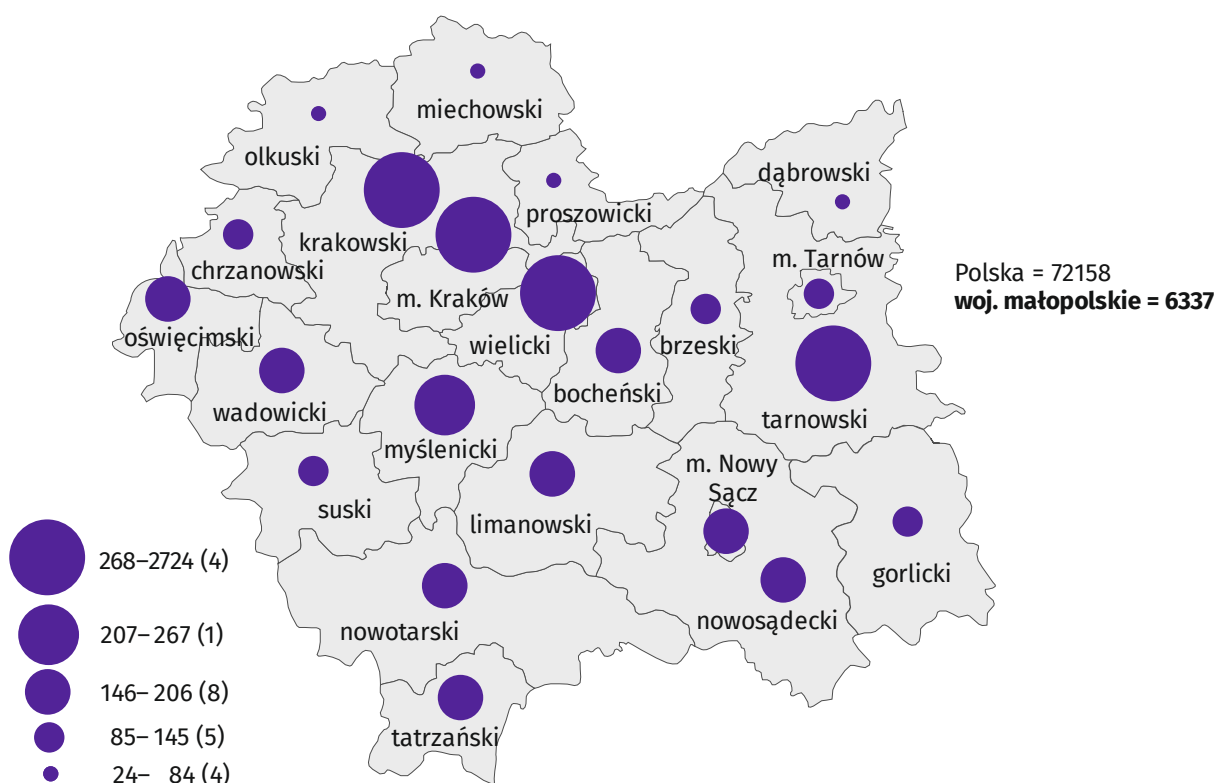 miechowski
olkuski
dąbrowski
proszowicki
krakowski
m. Tarnów
chrzanowski
Polska = 72158
m. Kraków
woj. małopolskie = 6337
oświęcimski
wielicki
brzeski
bocheński
wadowicki
tarnowski
myślenicki
m. Nowy
Sącz
suski
limanowski
268–2724 (4)
gorlicki
nowosądecki
nowotarski
207– 267 (1)
146– 206 (8)
tatrzański
85– 145 (5)
24– 84 (4)